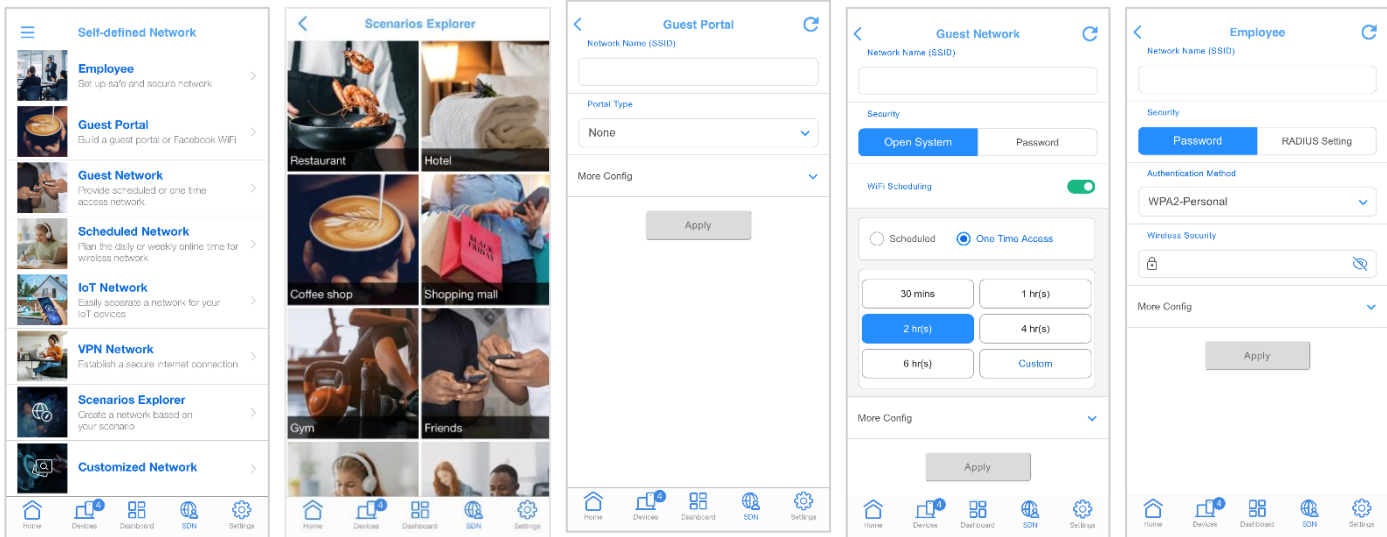 Self-defined Network
Employee
Set up safe and secure network
Guest Portal
Build a guest portal or Facebook WiFi
Guest Network
Provide scheduled or one time
access network.
Scheduled Network
Plan the daily or weekly online time for
wireless network
IoT Network
Easily separate a network for your
IoT devices
VPN Network
Establish a secure internet connection
Scenarios Explorer
Create a network based on
your scenario
Customized Network
4
Home
Devices
Dashboard
SDN
Settings
Scenarios Explorer
Restaurant
Hotel
Coffee shop
BLACK
FRIDAY
Shopping mall
Gym
Friends
4
Home
Devices
Dashboard
SDN
Settings
Guest Portal
Network Name (SSID)
Portal Type
None
More Config
Apply
4
Home
Devices
Dashboard
SDN
Settings
Guest Network
Network Name (SSID)
Security
Open System
Password
WiFi Scheduling
Scheduled
One Time Access
30 mins
1 hr(s)
2 hr(s)
4 hr(s)
6 hr(s)
Custom
More Config
Apply
4
Home
Devices
Dashboard
SDN
Settings
Employee
Network Name (SSID)
Security
Password
RADIUS Setting
Authentication Method
WPA2-Personal
Wireless Security
More Config
Apply
4
Home
Devices
Dashboard
SDN
Settings